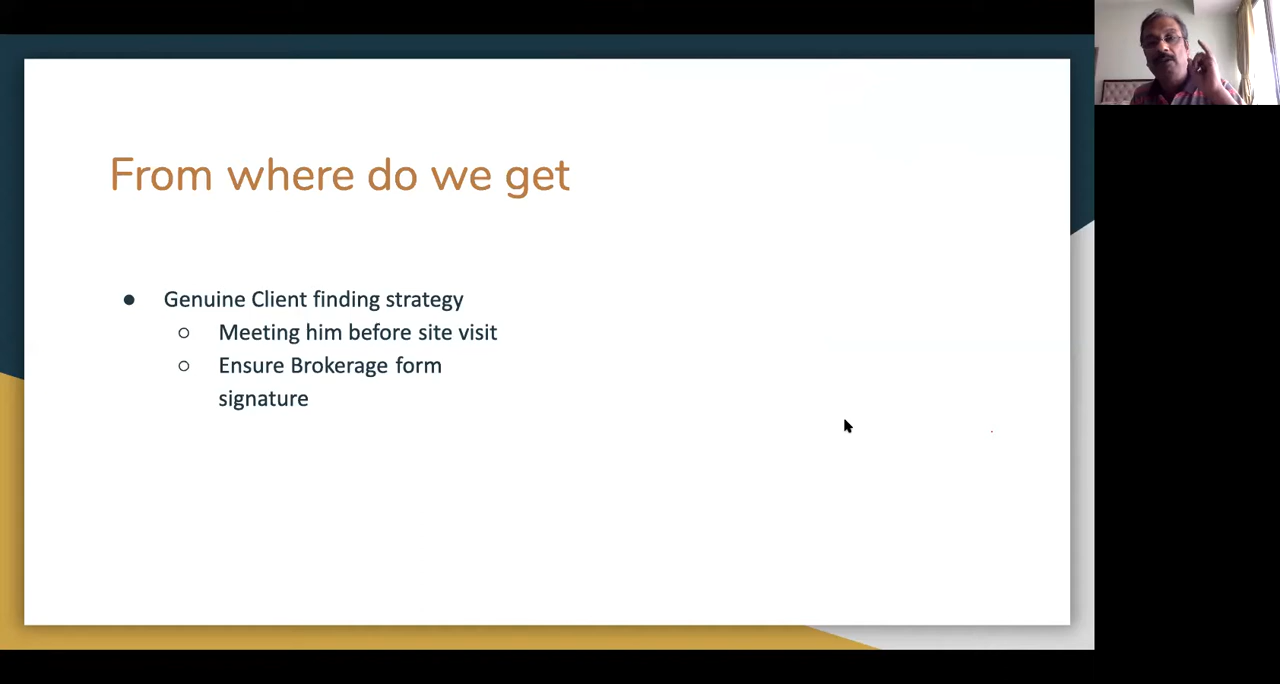 From where do we get
● Genuine Client finding strategy
○ Meeting him before site visit
○ Ensure Brokerage form
signature